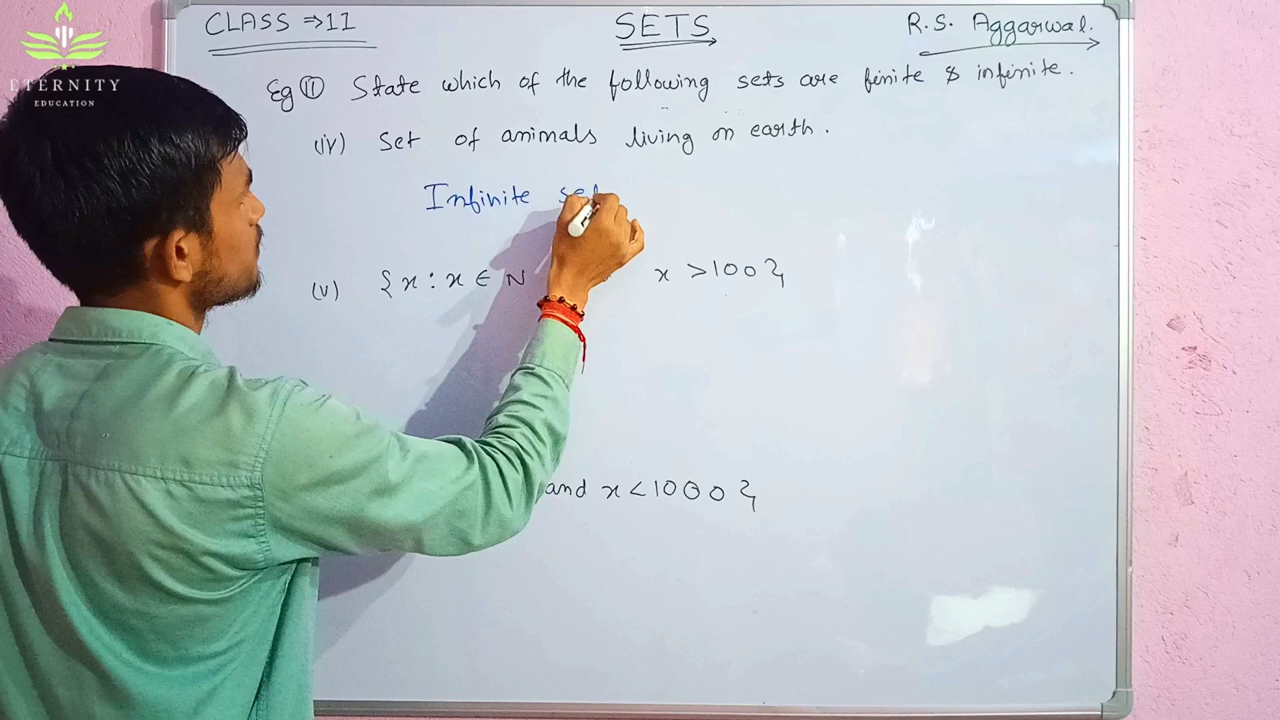 CLASS ⇒ 11 SETS R.S. Aggarwal.
ETERNITY
EDUCATION
Eg ⑪ State which of the following sets are finite & infinite.
(iv) Set of animals living on earth.
Infinite set
(v) {x : x ∈ N x > 100},
and x < 1000},